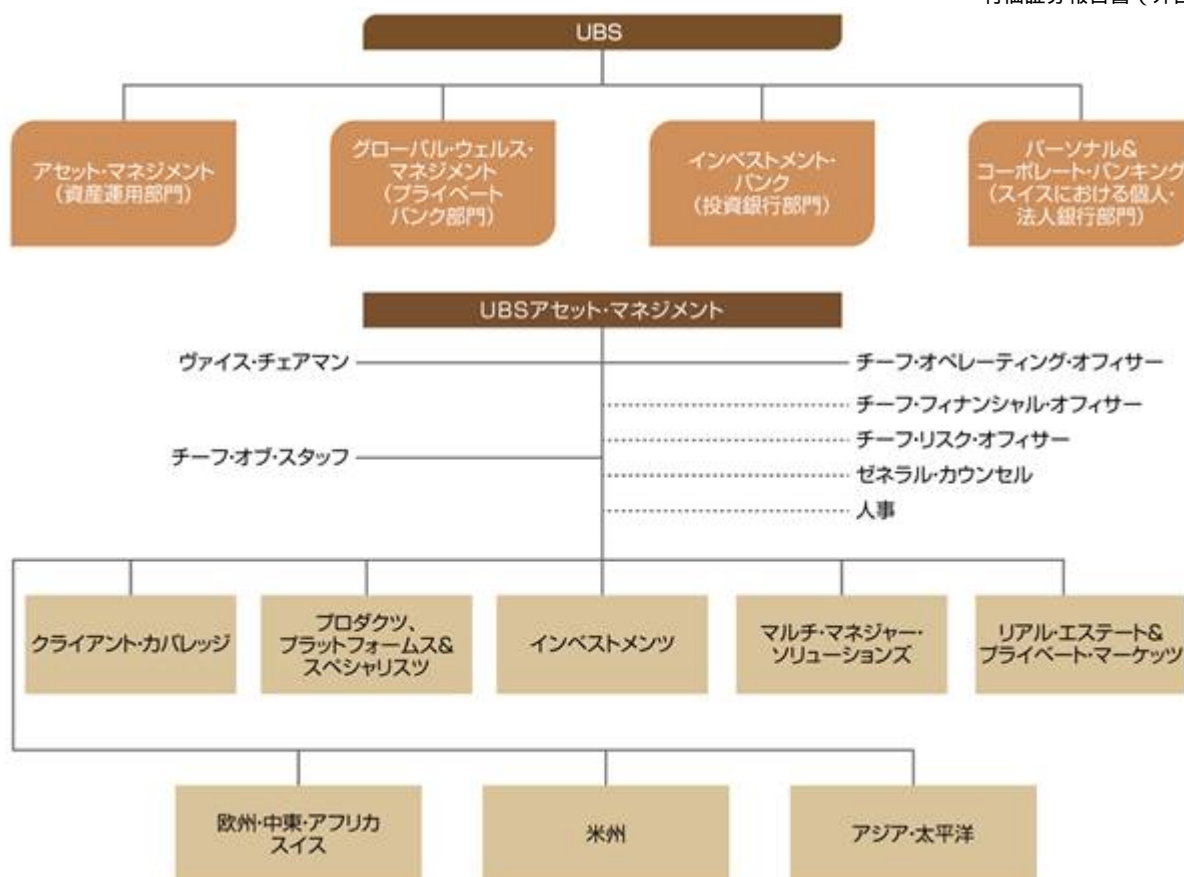 UBS
アセット・マネジメント
(資産運用部門)
グローバル・ウェルス・
マネジメント
(プライベート
バンク部門)
インベストメント・
バンク
(投資銀行部門)
パーソナル&
コーポレート・バンキング
(スイスにおける個人・
法人銀行部門)
UBSアセット・マネジメント
ヴァイス・チェアマン
チーフ・オペレーティング・オフィサー
チーフ・フィナンシャル・オフィサー
チーフ・リスク・オフィサー
チーフ・オブ・スタッフ
ゼネラル・カウンセル
人事
クライアント・カバレッジ
プロダクツ、
プラットフォームス&
スペシャリスツ
インベストメンツ
マルチ・マネジャー・
ソリューションズ
リアル・エステート&
プライベート・マーケッツ
欧州・中東・アフリカ
スイス
米州
アジア・太平洋